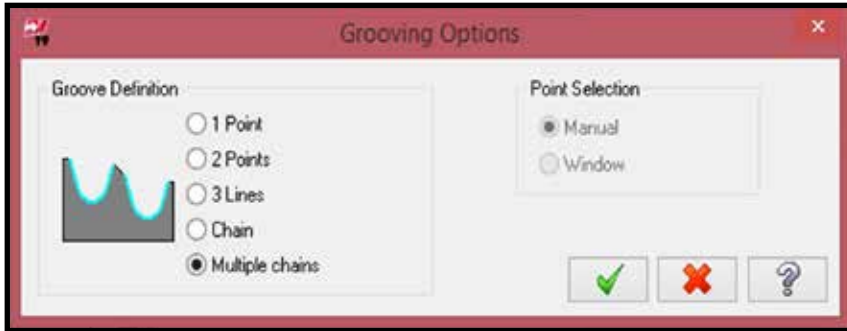 Grooving Options
Groove Definition
1 Point
2 Points
3 Lines
Chain
Multiple chains
Point Selection
Manual
Window